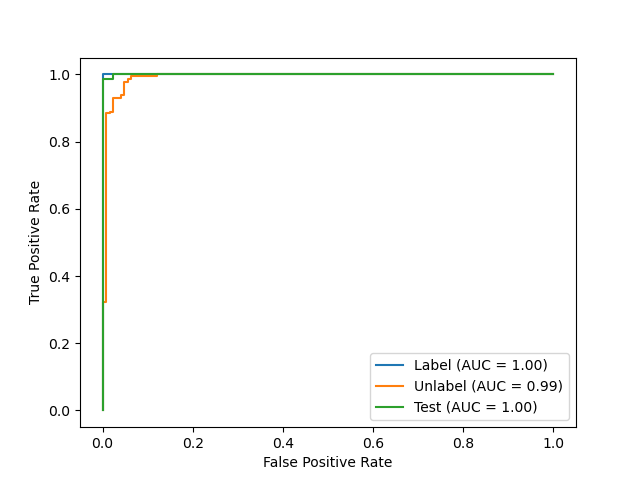 1.0
0.8
0.6
0.4
0.2
0.0
True Positive Rate
Label (AUC = 1.00)
Unlabel (AUC = 0.99)
Test (AUC = 1.00)
0.0 0.2 0.4 0.6 0.8 1.0
False Positive Rate